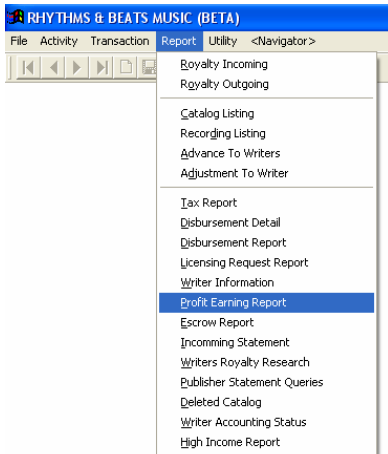 RHYTHMS & BEATS MUSIC (BETA)
File Activity Transaction Report Utility <Navigator>
Royalty Incoming
Royalty Outgoing
Catalog Listing
Recording Listing
Advance To Writers
Adjustment To Writer
Tax Report
Disbursement Detail
Disbursement Report
Licensing Request Report
Writer Information
Profit Earning Report
Escrow Report
Incomming Statement
Writers Royalty Research
Publisher Statement Queries
Deleted Catalog
Writer Accounting Status
High Income Report